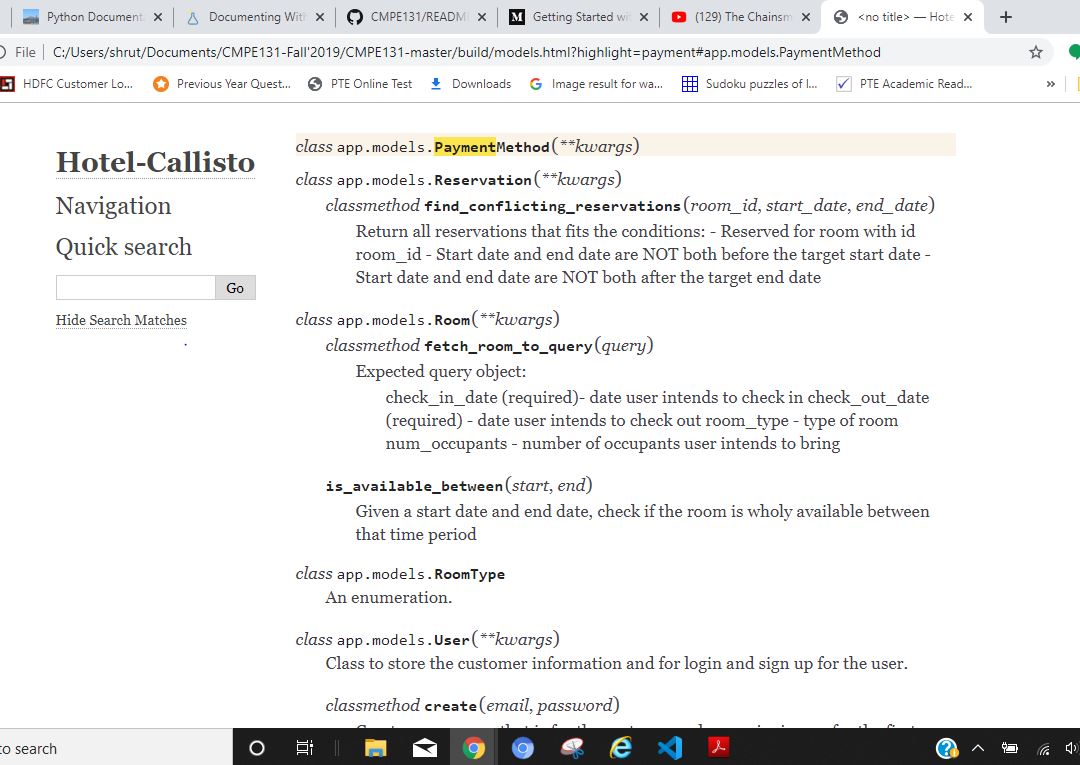 Python Document
Documenting With
CMPE131/README
Getting Started wi
(129) The Chainsm
<no title> — Hote
File
C:/Users/shrut/Documents/CMPE131-Fall'2019/CMPE131-master/build/models.html?highlight=payment#app.models.PaymentMethod
HDFC Customer Lo...
Previous Year Quest...
PTE Online Test
Downloads
Image result for wa...
Sudoku puzzles of I...
PTE Academic Read...
»
Hotel-Callisto
Navigation
Quick search
Go
Hide Search Matches
class app.models.PaymentMethod(**kwargs)
class app.models.Reservation(**kwargs)
classmethod find_conflicting_reservations(room_id, start_date, end_date)
Return all reservations that fits the conditions: - Reserved for room with id
room_id - Start date and end date are NOT both before the target start date -
Start date and end date are NOT both after the target end date
class app.models.Room(**kwargs)
classmethod fetch_room_to_query(query)
Expected query object:
check_in_date (required)- date user intends to check in check_out_date
(required) - date user intends to check out room_type - type of room
num_occupants - number of occupants user intends to bring
is_available_between(start, end)
Given a start date and end date, check if the room is wholy available between
that time period
class app.models.RoomType
An enumeration.
class app.models.User(**kwargs)
Class to store the customer information and for login and sign up for the user.
classmethod create(email, password)
to search